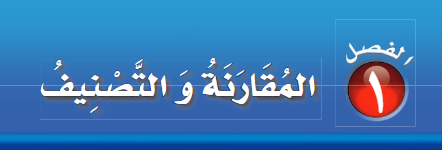 الفصل
١
المُقَارَنَةُ وَ التَّصْنِيفُ